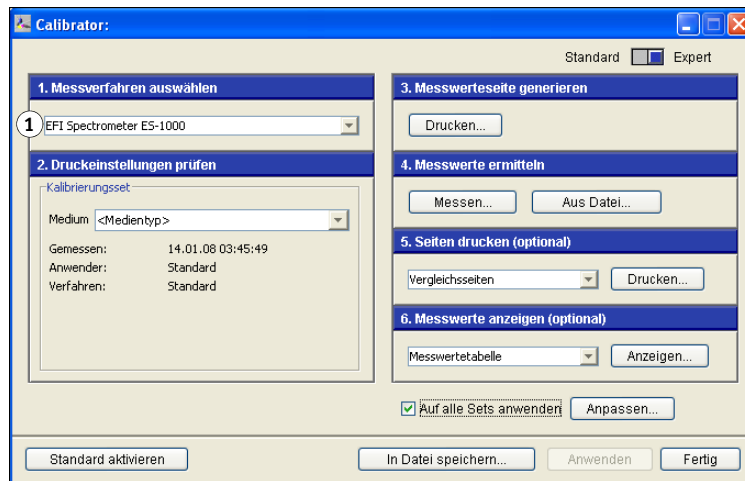 Calibrator:
Standard Expert
1. Messverfahren auswählen
1 EFI Spectrometer ES-1000
2. Druckeinstellungen prüfen
Kalibrierungsset
Medium <Medientyp>
Gemessen: 14.01.08 03:45:49
Anwender: Standard
Verfahren: Standard
3. Messwerteseite generieren
Drucken...
4. Messwerte ermitteln
Messen... Aus Datei...
5. Seiten drucken (optional)
Vergleichsseiten Drucken...
6. Messwerte anzeigen (optional)
Messwertetabelle Anzeigen...
Auf alle Sets anwenden Anpassen...
Standard aktivieren In Datei speichern... Anwenden Fertig